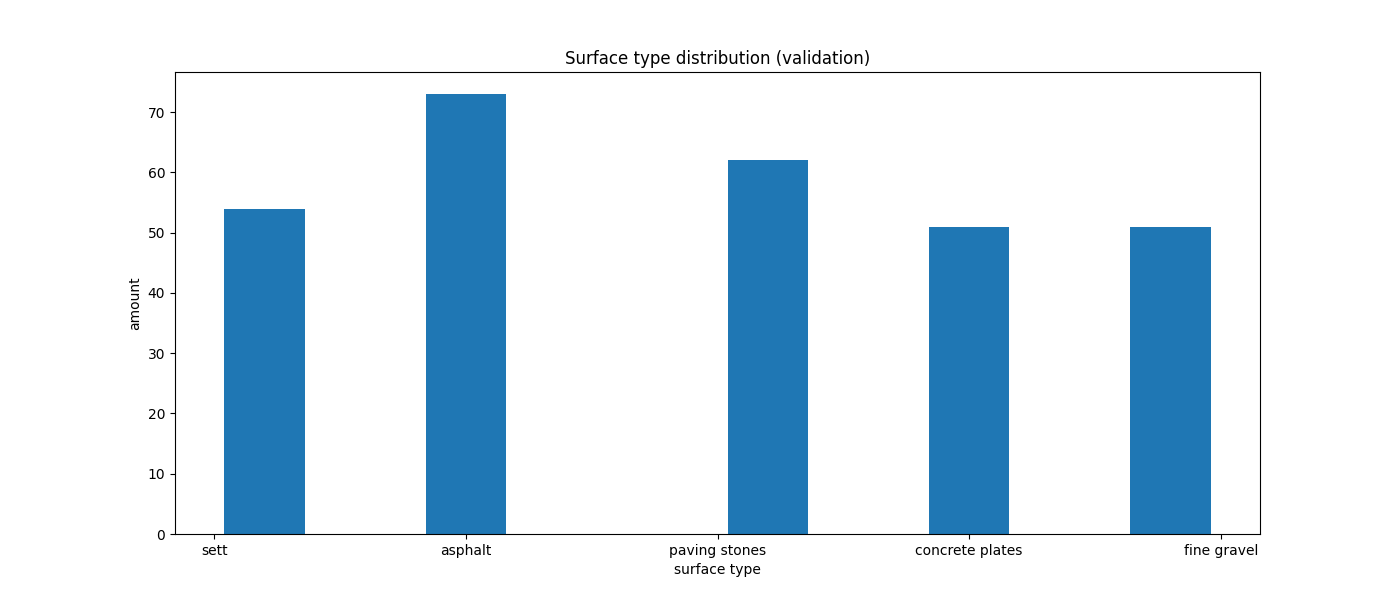 Surface type distribution (validation)
70
60
50
40
30
20
10
0
amount
sett asphalt paving stones concrete plates fine gravel
surface type